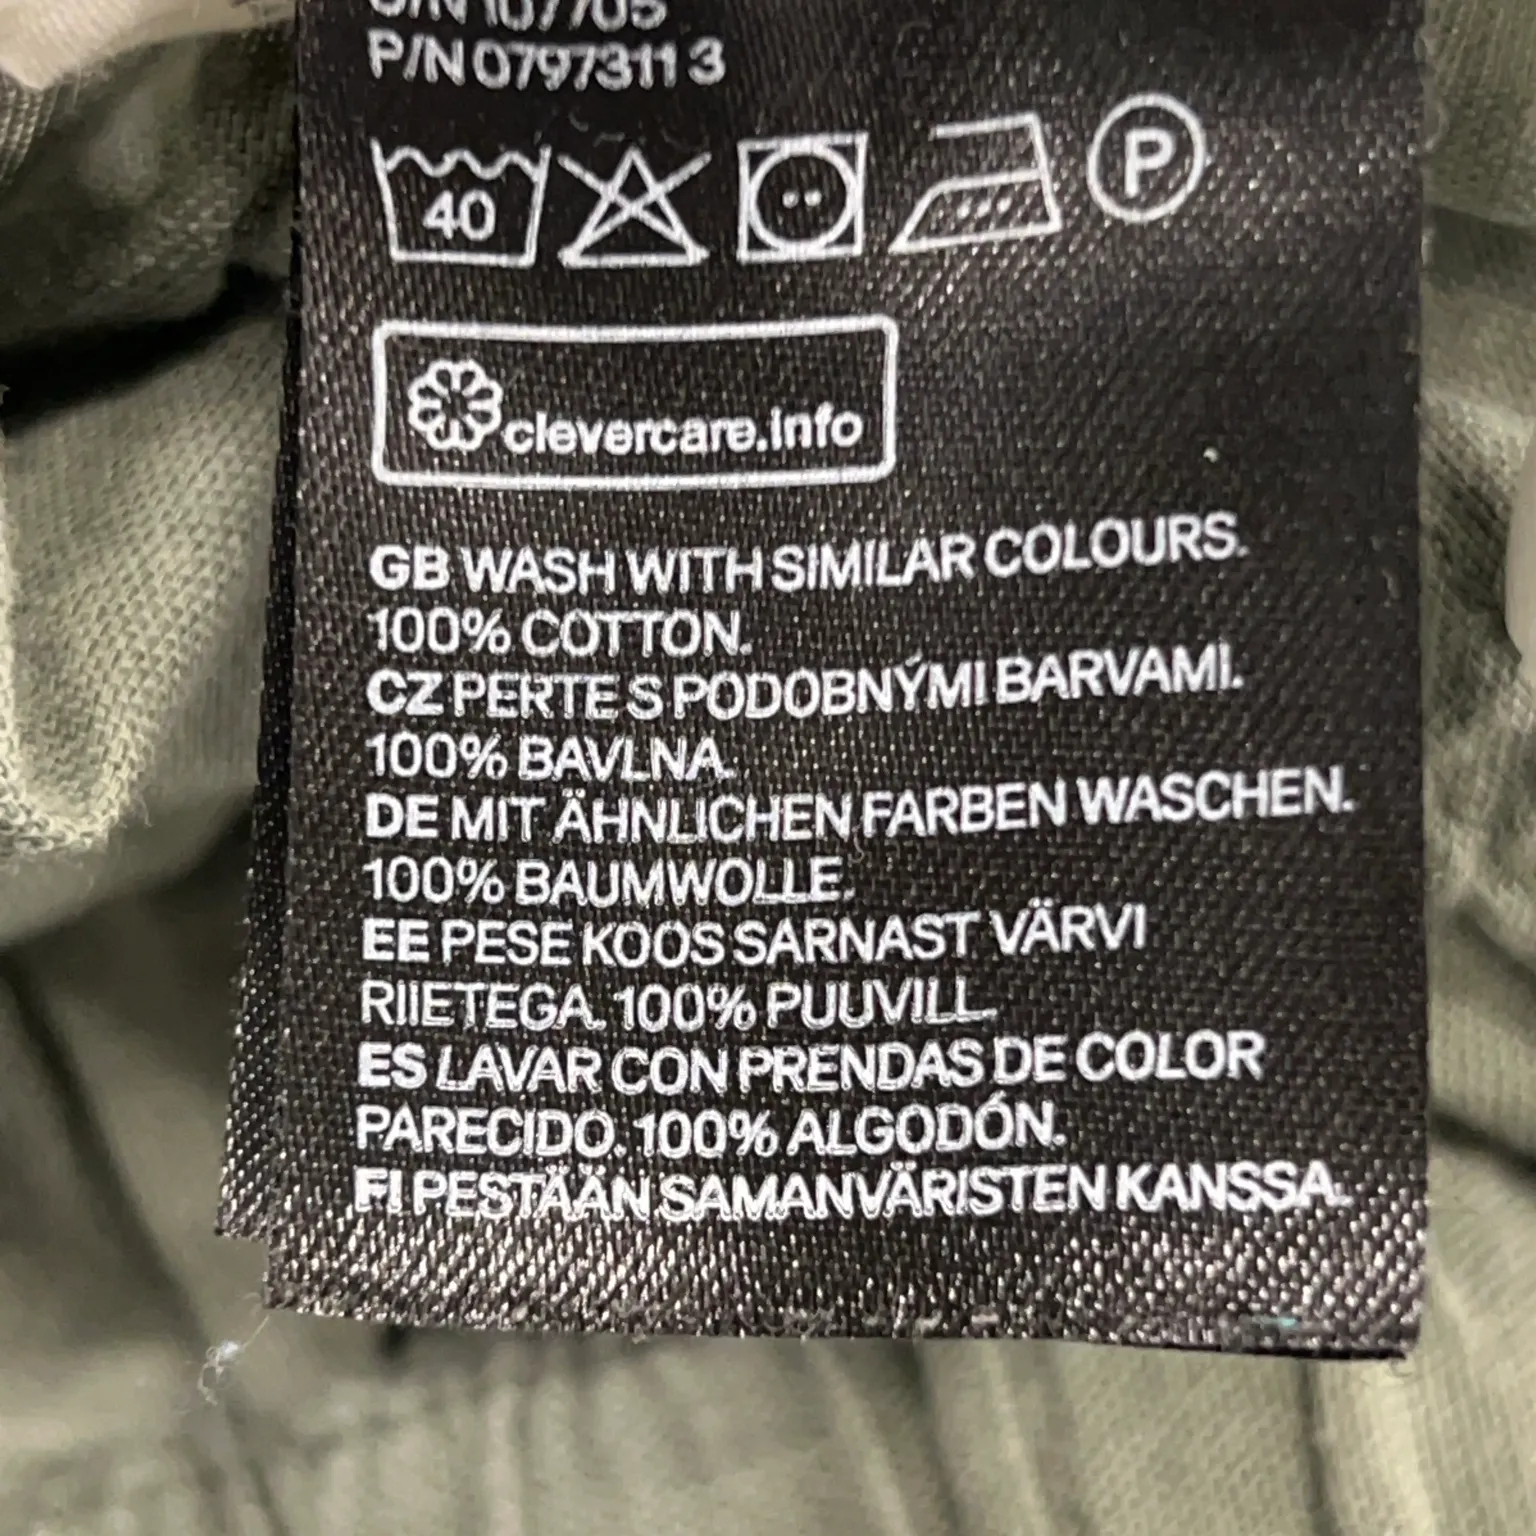 S/N 107705
P/N 0797311 3
40
P
clevercare.info
GB WASH WITH SIMILAR COLOURS.
100% COTTON.
CZ PERTE S PODOBNÝMI BARVAMI.
100% BAVLNA.
DE MIT ÄHNLICHEN FARBEN WASCHEN.
100% BAUMWOLLE.
EE PESE KOOS SARNAST VÄRVI
RIIETEGA. 100% PUUVILL.
ES LAVAR CON PRENDAS DE COLOR
PARECIDO. 100% ALGODÓN.
FI PESTÄÄN SAMANVÄRISTEN KANSSA.